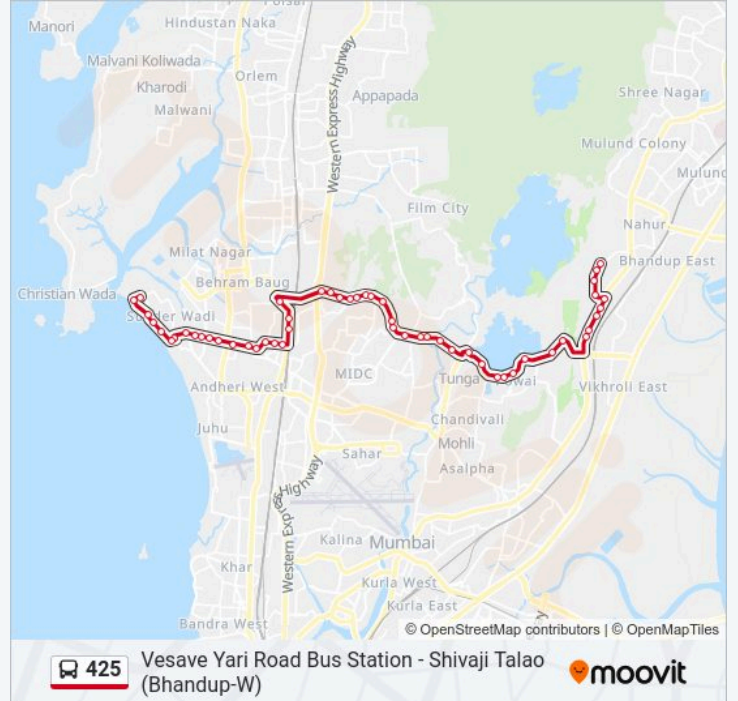 Manori
Poisar
Hindustan Naka
Malvani Koliwada
Kharodi
Orlem
Malwani
Western Express Highway
Appapada
Shree Nagar
Mulund Colony
Mulund
Film City
Nahur
Milat Nagar
Bhandup East
Behram Baug
Christian Wada
Sunder Wadi
MIDC
Tunga
Powai
Andheri West
Vikhroli East
Chandivali
Juhu
Mohli
Sahar
Asalpha
Western Express Highway
Kalina
Mumbai
Khar
Kurla West
Kurla East
Bandra West
© OpenStreetMap contributors | © OpenMapTiles
425
Vesave Yari Road Bus Station - Shivaji Talao
(Bhandup-W)
moovit